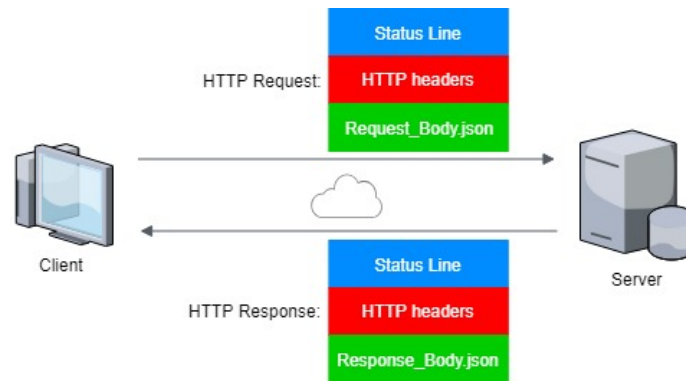 Status Line
HTTP Request:
HTTP headers
Request_Body.json
Client
Server
Status Line
HTTP Response:
HTTP headers
Response_Body.json